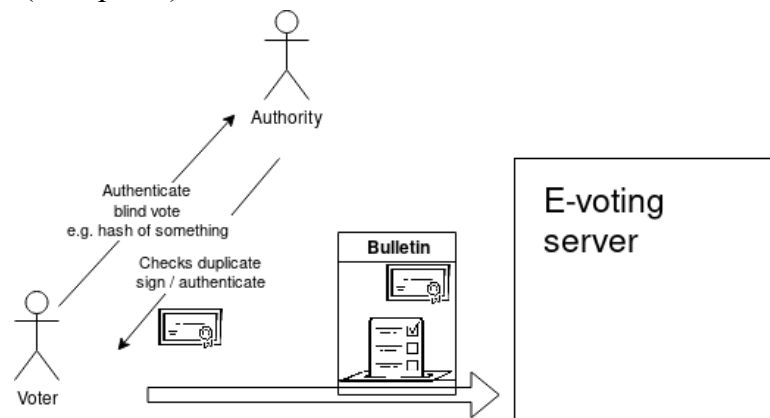 Authority
Authenticate
blind vote
e.g. hash of something
Checks duplicate
sign / authenticate
Voter
Bulletin
E-voting
server